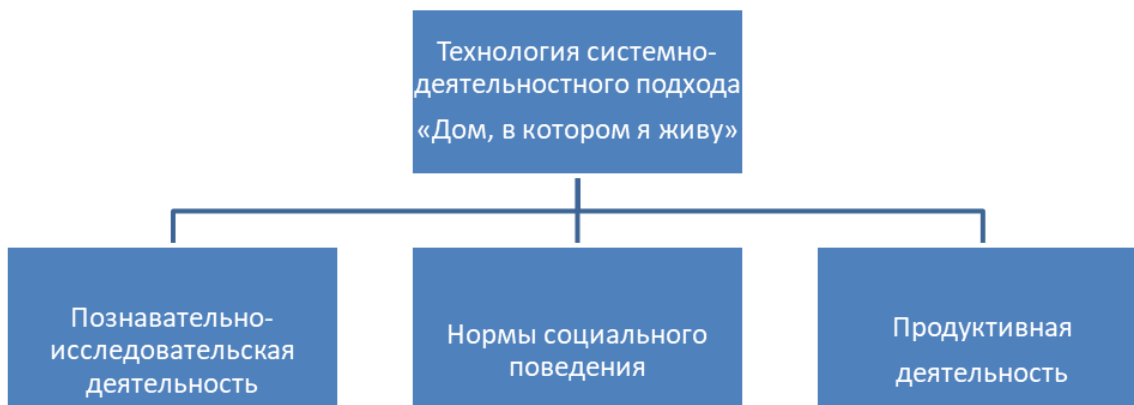 Технология системно-
деятельностного подхода
«Дом, в котором я живу»
Познавательно-
исследовательская
деятельность
Нормы социального
поведения
Продуктивная
деятельность